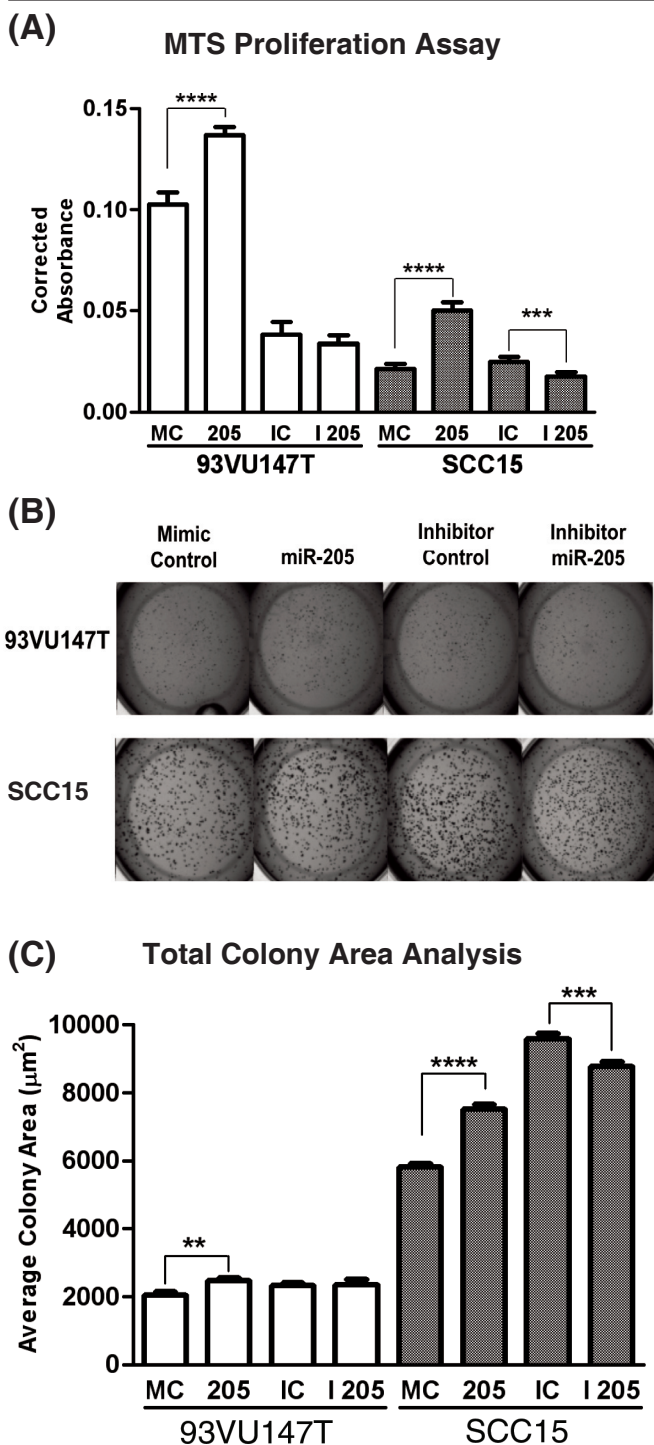 (A)
MTS Proliferation Assay
Corrected
Absorbance
0.15
0.10
0.05
0.00
****
****
***
MC 205 IC I 205 MC 205 IC I 205
93VU147T SCC15
(B)
Mimic
Control
miR-205
Inhibitor
Control
Inhibitor
miR-205
93VU147T
SCC15
(C)
Total Colony Area Analysis
Average Colony Area (µm²)
10000
8000
6000
4000
2000
0
**
****
***
MC 205 IC I 205 MC 205 IC I 205
93VU147T SCC15